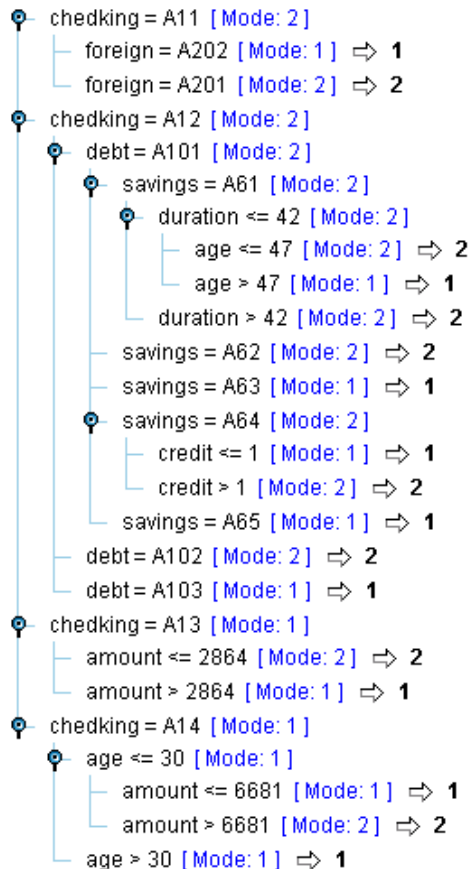 chedking = A11 [Mode: 2]
foreign = A202 [Mode: 1] ⇨ 1
foreign = A201 [Mode: 2] ⇨ 2
chedking = A12 [Mode: 2]
debt = A101 [Mode: 2]
savings = A61 [Mode: 2]
duration <= 42 [Mode: 2]
age <= 47 [Mode: 2] ⇨ 2
age > 47 [Mode: 1] ⇨ 1
duration > 42 [Mode: 2] ⇨ 2
savings = A62 [Mode: 2] ⇨ 2
savings = A63 [Mode: 1] ⇨ 1
savings = A64 [Mode: 2]
credit <= 1 [Mode: 1] ⇨ 1
credit > 1 [Mode: 2] ⇨ 2
savings = A65 [Mode: 1] ⇨ 1
debt = A102 [Mode: 2] ⇨ 2
debt = A103 [Mode: 1] ⇨ 1
chedking = A13 [Mode: 1]
amount <= 2864 [Mode: 2] ⇨ 2
amount > 2864 [Mode: 1] ⇨ 1
chedking = A14 [Mode: 1]
age <= 30 [Mode: 1]
amount <= 6681 [Mode: 1] ⇨ 1
amount > 6681 [Mode: 2] ⇨ 2
age > 30 [Mode: 1] ⇨ 1